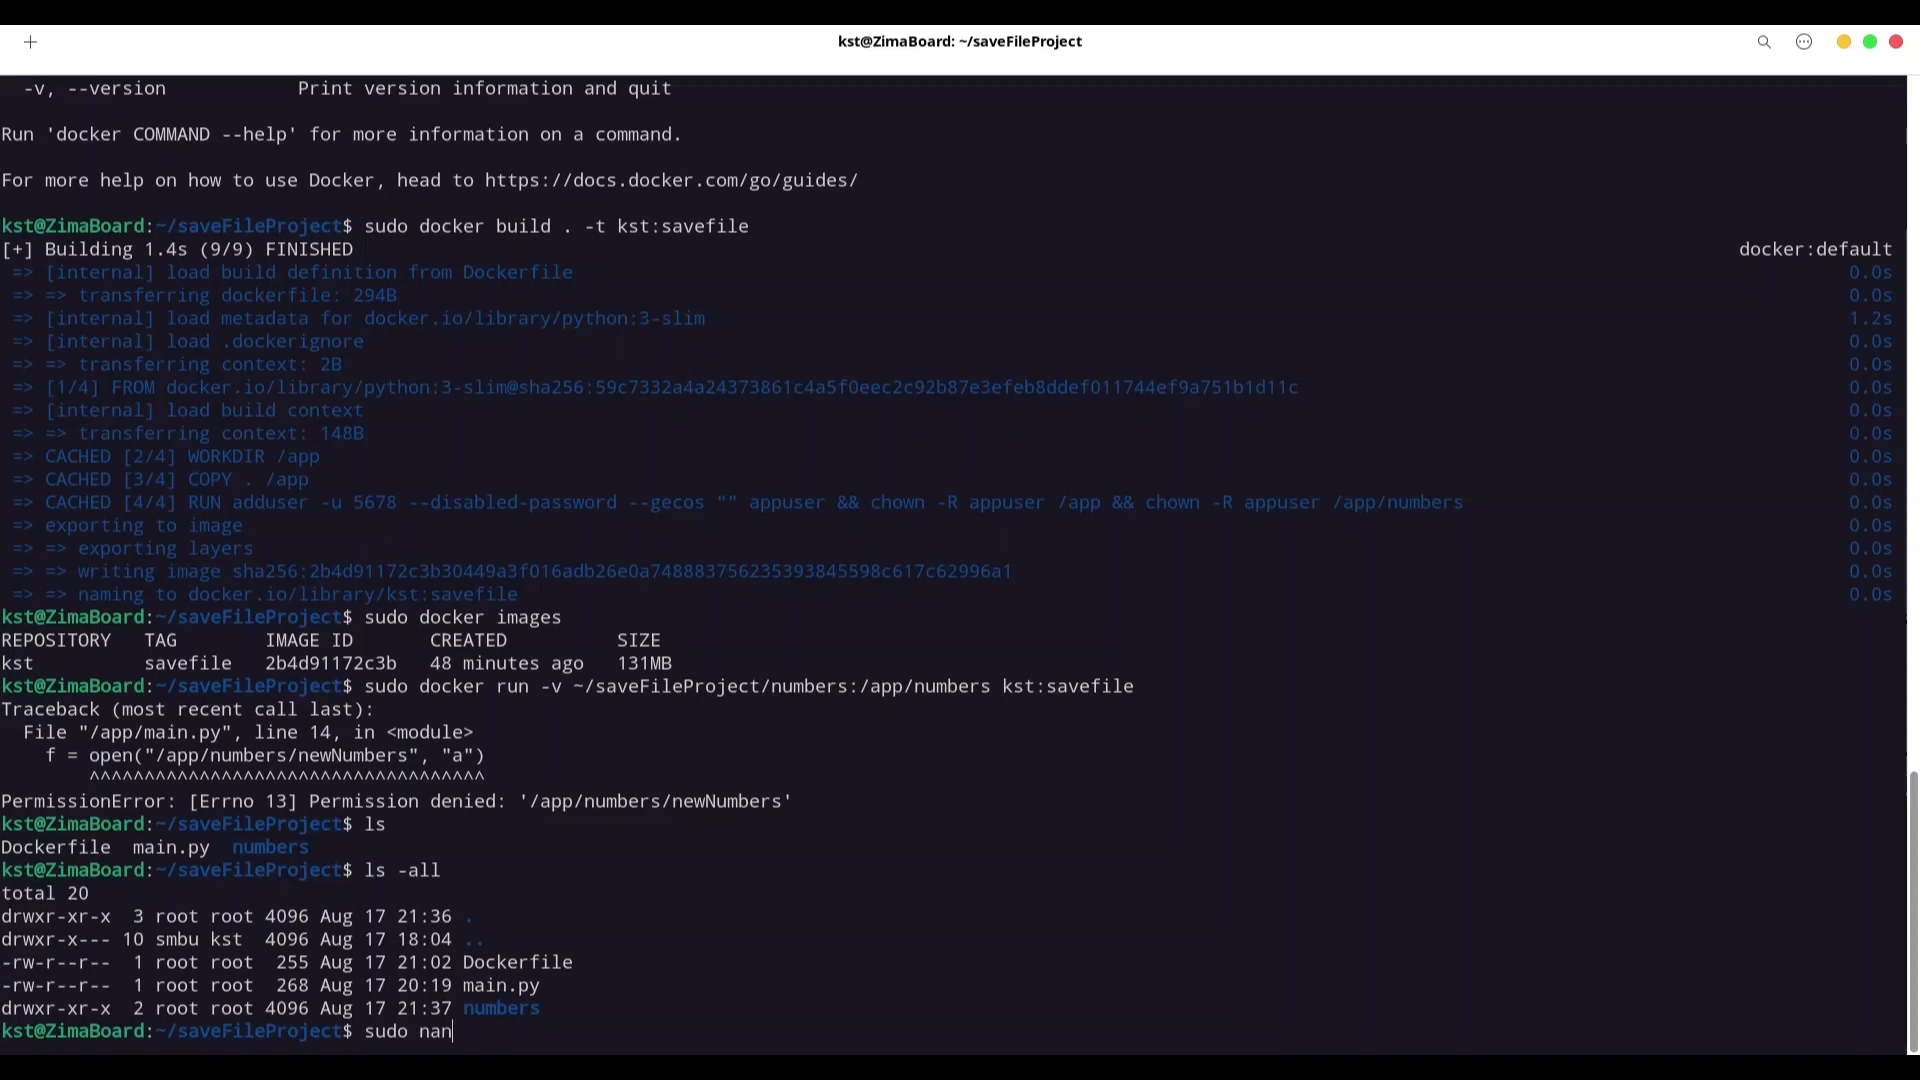 kst@ZimaBoard: ~/saveFileProject
-v, --version            Print version information and quit
Run 'docker COMMAND --help' for more information on a command.
For more help on how to use Docker, head to https://docs.docker.com/go/guides/
kst@ZimaBoard:~/saveFileProject$ sudo docker build . -t kst:savefile
[+] Building 1.4s (9/9) FINISHED docker:default
=> [internal] load build definition from Dockerfile 0.0s
=> => transferring dockerfile: 294B 0.0s
=> [internal] load metadata for docker.io/library/python:3-slim 1.2s
=> [internal] load .dockerignore 0.0s
=> => transferring context: 2B 0.0s
=> [1/4] FROM docker.io/library/python:3-slim@sha256:59c7332a4a24373861c4a5f0eec2c92b87e3efeb8ddef011744ef9a751b1d11c 0.0s
=> [internal] load build context 0.0s
=> => transferring context: 148B 0.0s
=> CACHED [2/4] WORKDIR /app 0.0s
=> CACHED [3/4] COPY . /app 0.0s
=> CACHED [4/4] RUN adduser -u 5678 --disabled-password --gecos "" appuser && chown -R appuser /app && chown -R appuser /app/numbers 0.0s
=> exporting to image 0.0s
=> => exporting layers 0.0s
=> => writing image sha256:2b4d91172c3b30449a3f016adb26e0a748883756235393845598c617c62996a1 0.0s
=> => naming to docker.io/library/kst:savefile 0.0s
kst@ZimaBoard:~/saveFileProject$ sudo docker images
REPOSITORY   TAG        IMAGE ID       CREATED          SIZE
kst          savefile   2b4d91172c3b   48 minutes ago   131MB
kst@ZimaBoard:~/saveFileProject$ sudo docker run -v ~/saveFileProject/numbers:/app/numbers kst:savefile
Traceback (most recent call last):
  File "/app/main.py", line 14, in <module>
    f = open("/app/numbers/newNumbers", "a")
        ^^^^^^^^^^^^^^^^^^^^^^^^^^^^^^^^^^^^
PermissionError: [Errno 13] Permission denied: '/app/numbers/newNumbers'
kst@ZimaBoard:~/saveFileProject$ ls
Dockerfile  main.py  numbers
kst@ZimaBoard:~/saveFileProject$ ls -all
total 20
drwxr-xr-x  3 root root 4096 Aug 17 21:36 .
drwxr-x--- 10 smbu kst  4096 Aug 17 18:04 ..
-rw-r--r--  1 root root  255 Aug 17 21:02 Dockerfile
-rw-r--r--  1 root root  268 Aug 17 20:19 main.py
drwxr-xr-x  2 root root 4096 Aug 17 21:37 numbers
kst@ZimaBoard:~/saveFileProject$ sudo nan